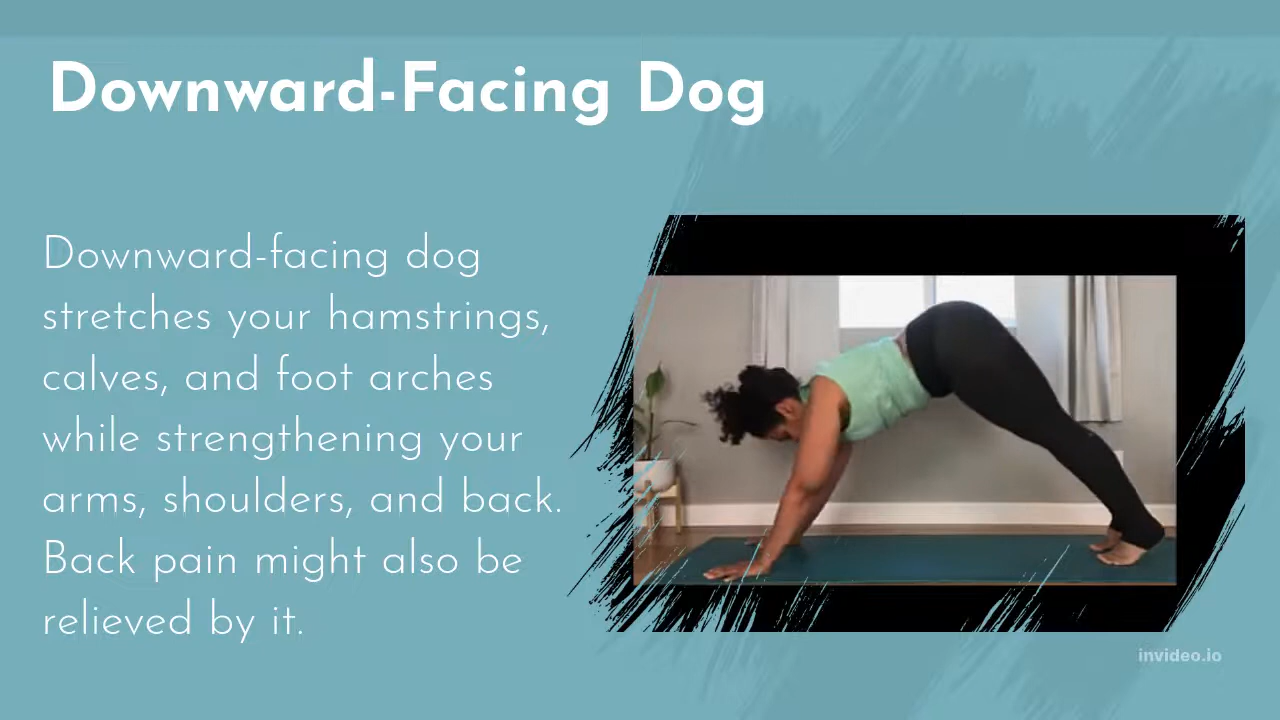 Downward-Facing Dog
Downward-facing dog
stretches your hamstrings,
calves, and foot arches
while strengthening your
arms, shoulders, and back.
Back pain might also be
relieved by it.
invideo.io